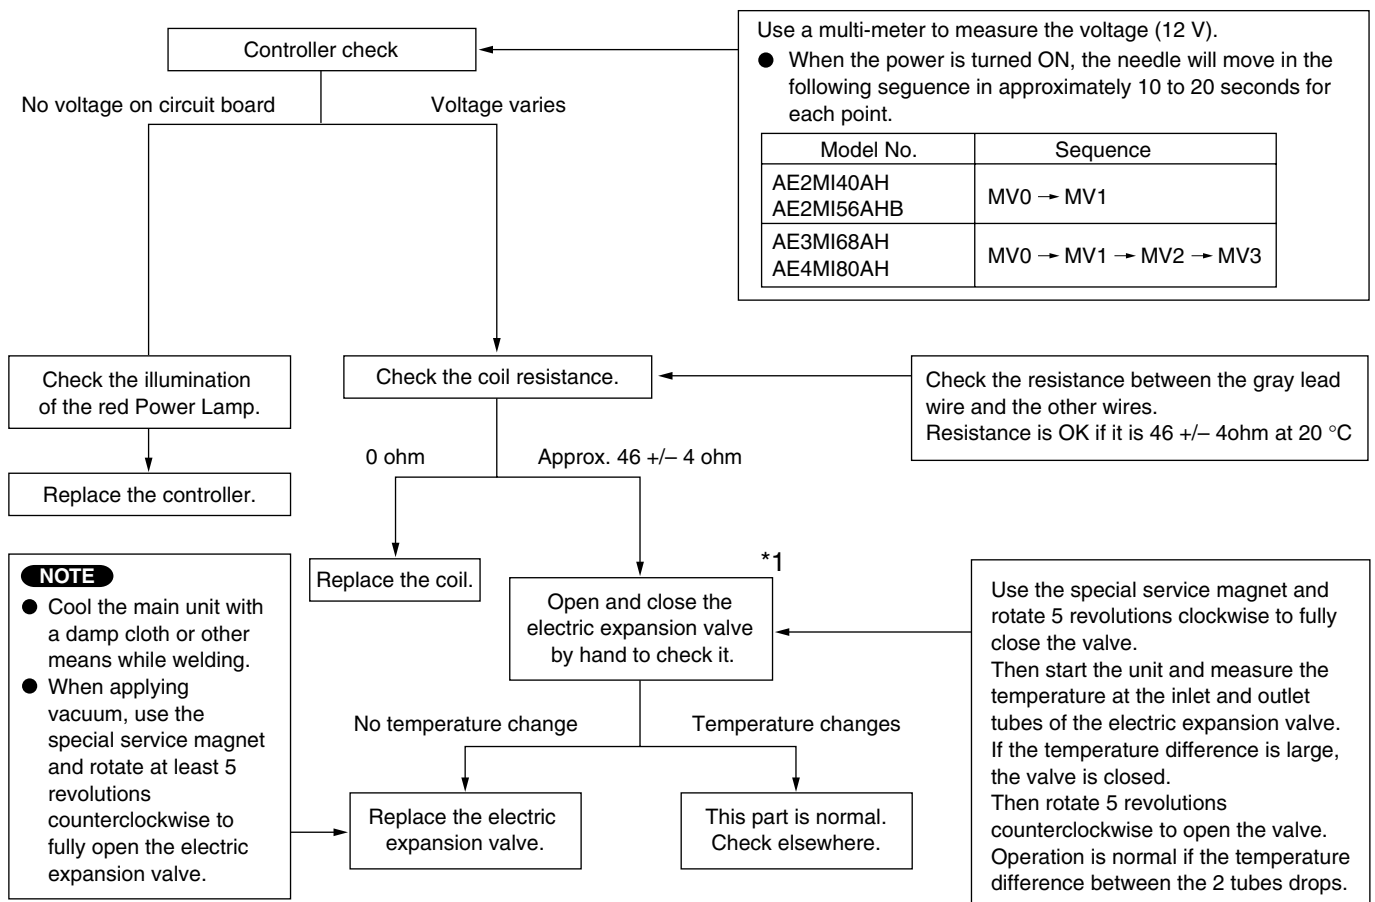 Controller check
Use a multi-meter to measure the voltage (12 V).
● When the power is turned ON, the needle will move in the
following seguence in approximately 10 to 20 seconds for
each point.
Model No. Sequence
AE2MI40AH
AE2MI56AHB
MV0 → MV1
AE3MI68AH
AE4MI80AH
MV0 → MV1 → MV2 → MV3
No voltage on circuit board
Voltage varies
Check the illumination
of the red Power Lamp.
Replace the controller.
Check the coil resistance.
Check the resistance between the gray lead
wire and the other wires.
Resistance is OK if it is 46 +/– 4ohm at 20 °C
0 ohm
Approx. 46 +/– 4 ohm
Replace the coil.
*1
Open and close the
electric expansion valve
by hand to check it.
Use the special service magnet and
rotate 5 revolutions clockwise to fully
close the valve.
Then start the unit and measure the
temperature at the inlet and outlet
tubes of the electric expansion valve.
If the temperature difference is large,
the valve is closed.
Then rotate 5 revolutions
counterclockwise to open the valve.
Operation is normal if the temperature
difference between the 2 tubes drops.
No temperature change
Temperature changes
NOTE
● Cool the main unit with
a damp cloth or other
means while welding.
● When applying
vacuum, use the
special service magnet
and rotate at least 5
revolutions
counterclockwise to
fully open the electric
expansion valve.
Replace the electric
expansion valve.
This part is normal.
Check elsewhere.